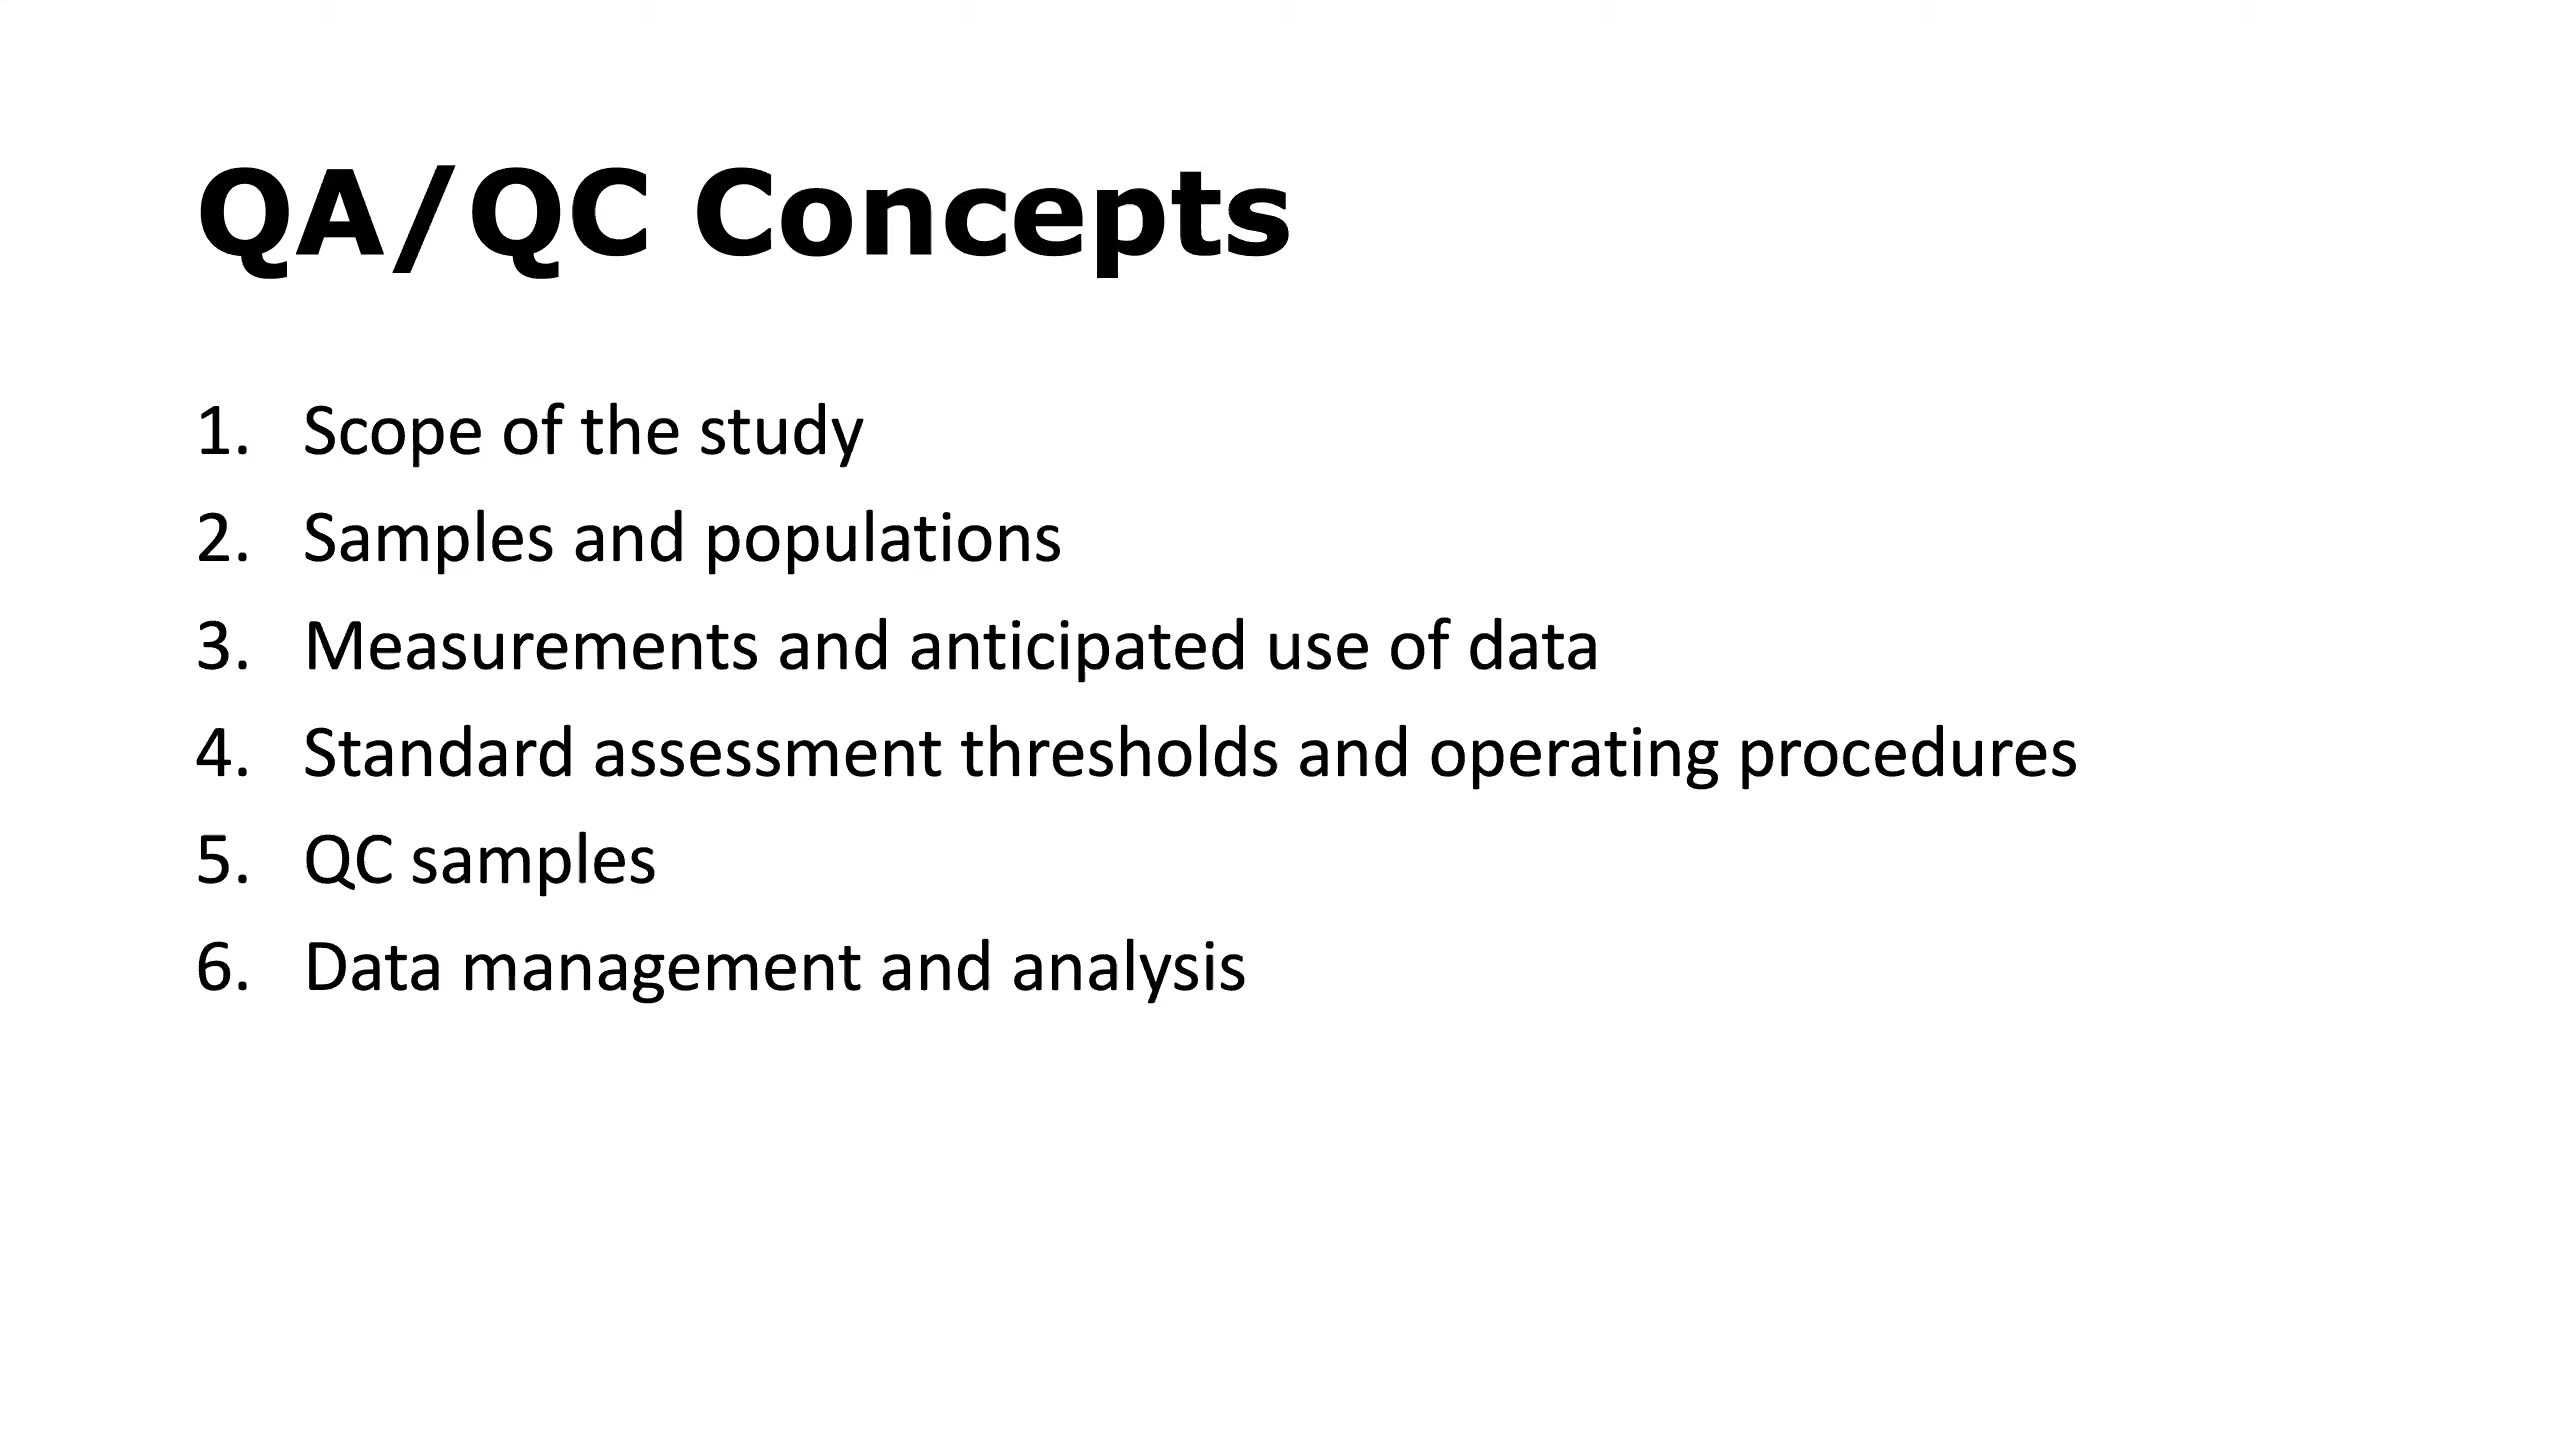 QA/QC Concepts
1. Scope of the study
2. Samples and populations
3. Measurements and anticipated use of data
4. Standard assessment thresholds and operating procedures
5. QC samples
6. Data management and analysis